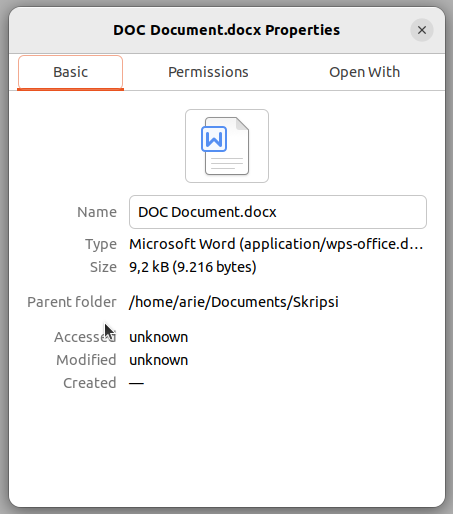 DOC Document.docx Properties
Basic Permissions Open With
W
Name DOC Document.docx
Type Microsoft Word (application/wps-office.d…
Size 9,2 kB (9.216 bytes)
Parent folder /home/arie/Documents/Skripsi
Accessed unknown
Modified unknown
Created —